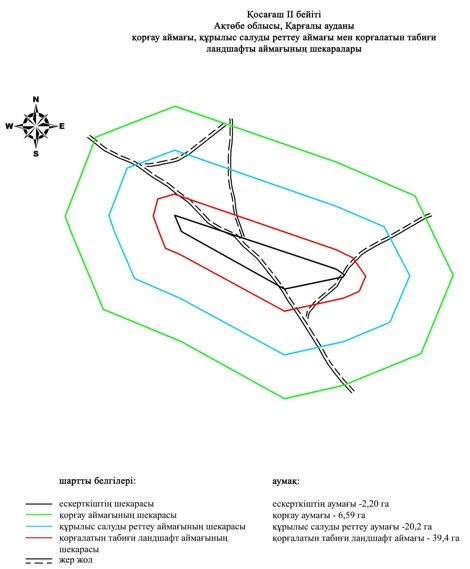 Қосағаш II бейіті
Ақтөбе облысы, Қарғалы ауданы
қорғау аймағы, құрылыс салуды реттеу аймағы мен қорғалатын табиғи
ландшафты аймағының шекаралары
N
W E
S
шартты белгілері: аумақ:
ескерткіштің шекарасы ескерткіштің аумағы -2,20 га
қорғау аймағының шекарасы қорғау аумағы - 6,59 га
құрылыс салуды реттеу аймағының шекарасы құрылыс салуды реттеу аумағы -20,2 га
қорғалатын табиғи ландшафт аймағының қорғалатын табиғи ландшафт аймағы - 39,4 га
шекарасы
жер жол